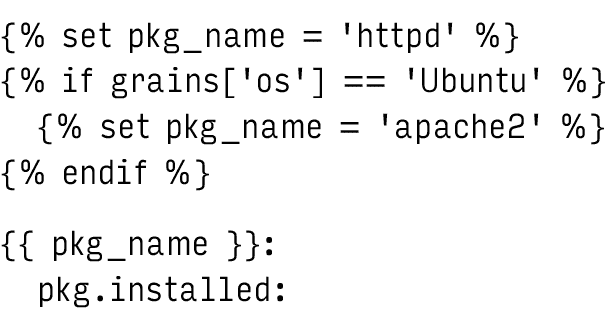 {% set pkg_name = 'httpd' %}
{% if grains['os'] == 'Ubuntu' %}
  {% set pkg_name = 'apache2' %}
{% endif %}

{{ pkg_name }}:
  pkg.installed: